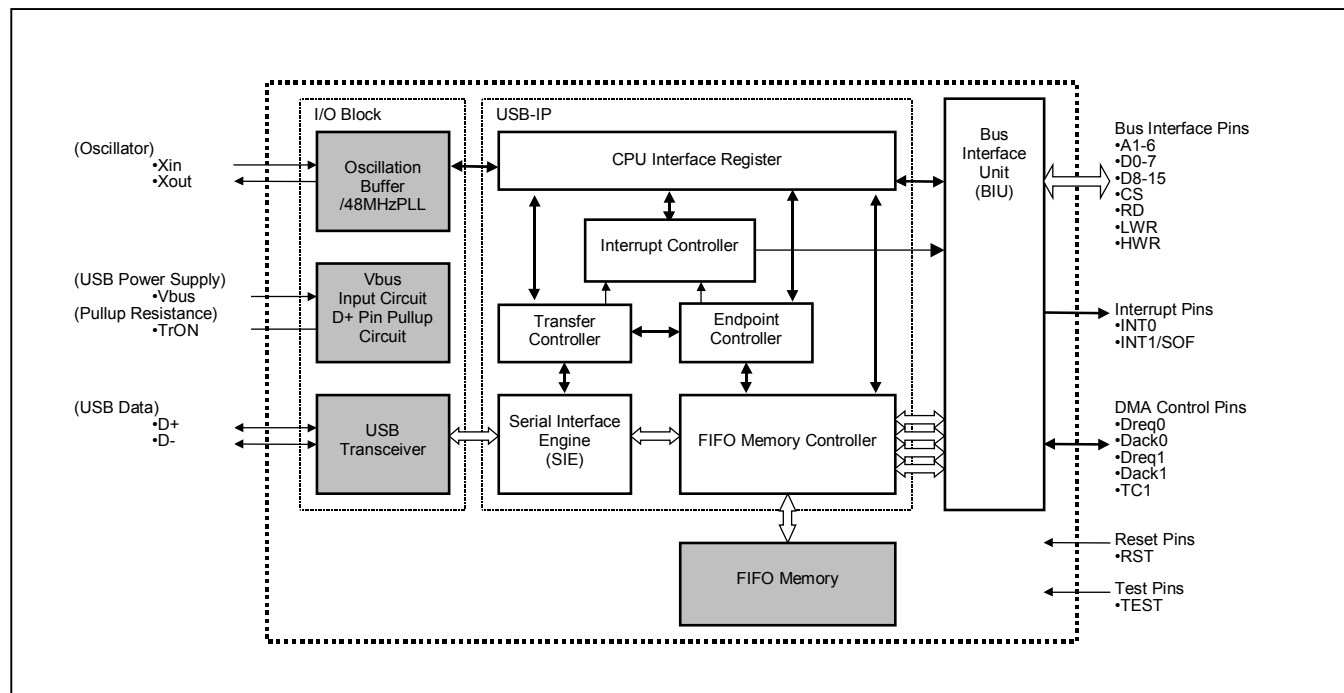 I/O Block
USB-IP
(Oscillator)
•Xin
•Xout
Oscillation
Buffer
/48MHzPLL
CPU Interface Register
Bus
Interface
Unit
(BIU)
Bus Interface Pins
•A1-6
•D0-7
•D8-15
•CS
•RD
•LWR
•HWR
Interrupt Controller
(USB Power Supply)
•Vbus
(Pullup Resistance)
•TrON
Vbus
Input Circuit
D+ Pin Pullup
Circuit
Transfer
Controller
Endpoint
Controller
Interrupt Pins
•INT0
•INT1/SOF
(USB Data)
•D+
•D-
USB
Transceiver
Serial Interface
Engine
(SIE)
FIFO Memory Controller
DMA Control Pins
•Dreq0
•Dack0
•Dreq1
•Dack1
•TC1
FIFO Memory
Reset Pins
•RST
Test Pins
•TEST